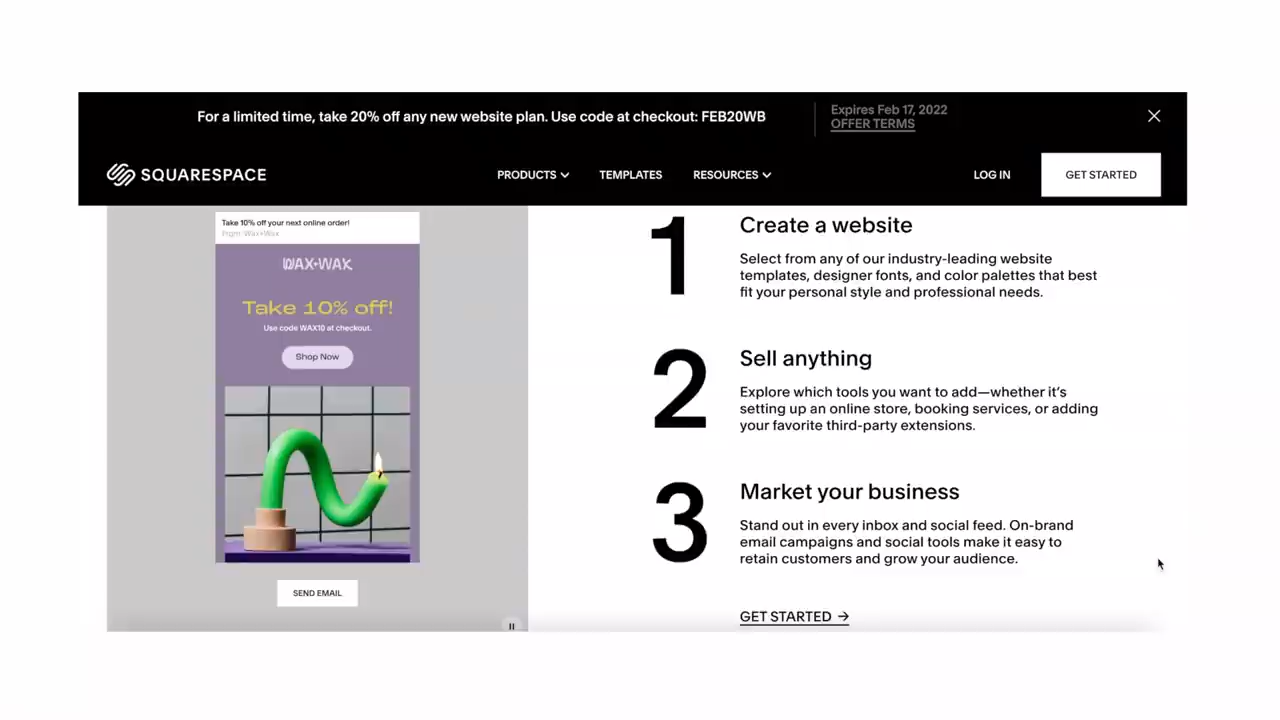 For a limited time, take 20% off any new website plan. Use code at checkout: FEB20WB
Expires Feb 17, 2022
OFFER TERMS
SQUARESPACE
PRODUCTS
TEMPLATES
RESOURCES
LOG IN
GET STARTED
Take 10% off your next online order!
From: Wax+Wax
WAX+WAX
Take 10% off!
Use code WAX10 at checkout.
Shop Now
SEND EMAIL
1
Create a website
Select from any of our industry-leading website
templates, designer fonts, and color palettes that best
fit your personal style and professional needs.
2
Sell anything
Explore which tools you want to add—whether it's
setting up an online store, booking services, or adding
your favorite third-party extensions.
3
Market your business
Stand out in every inbox and social feed. On-brand
email campaigns and social tools make it easy to
retain customers and grow your audience.
GET STARTED →